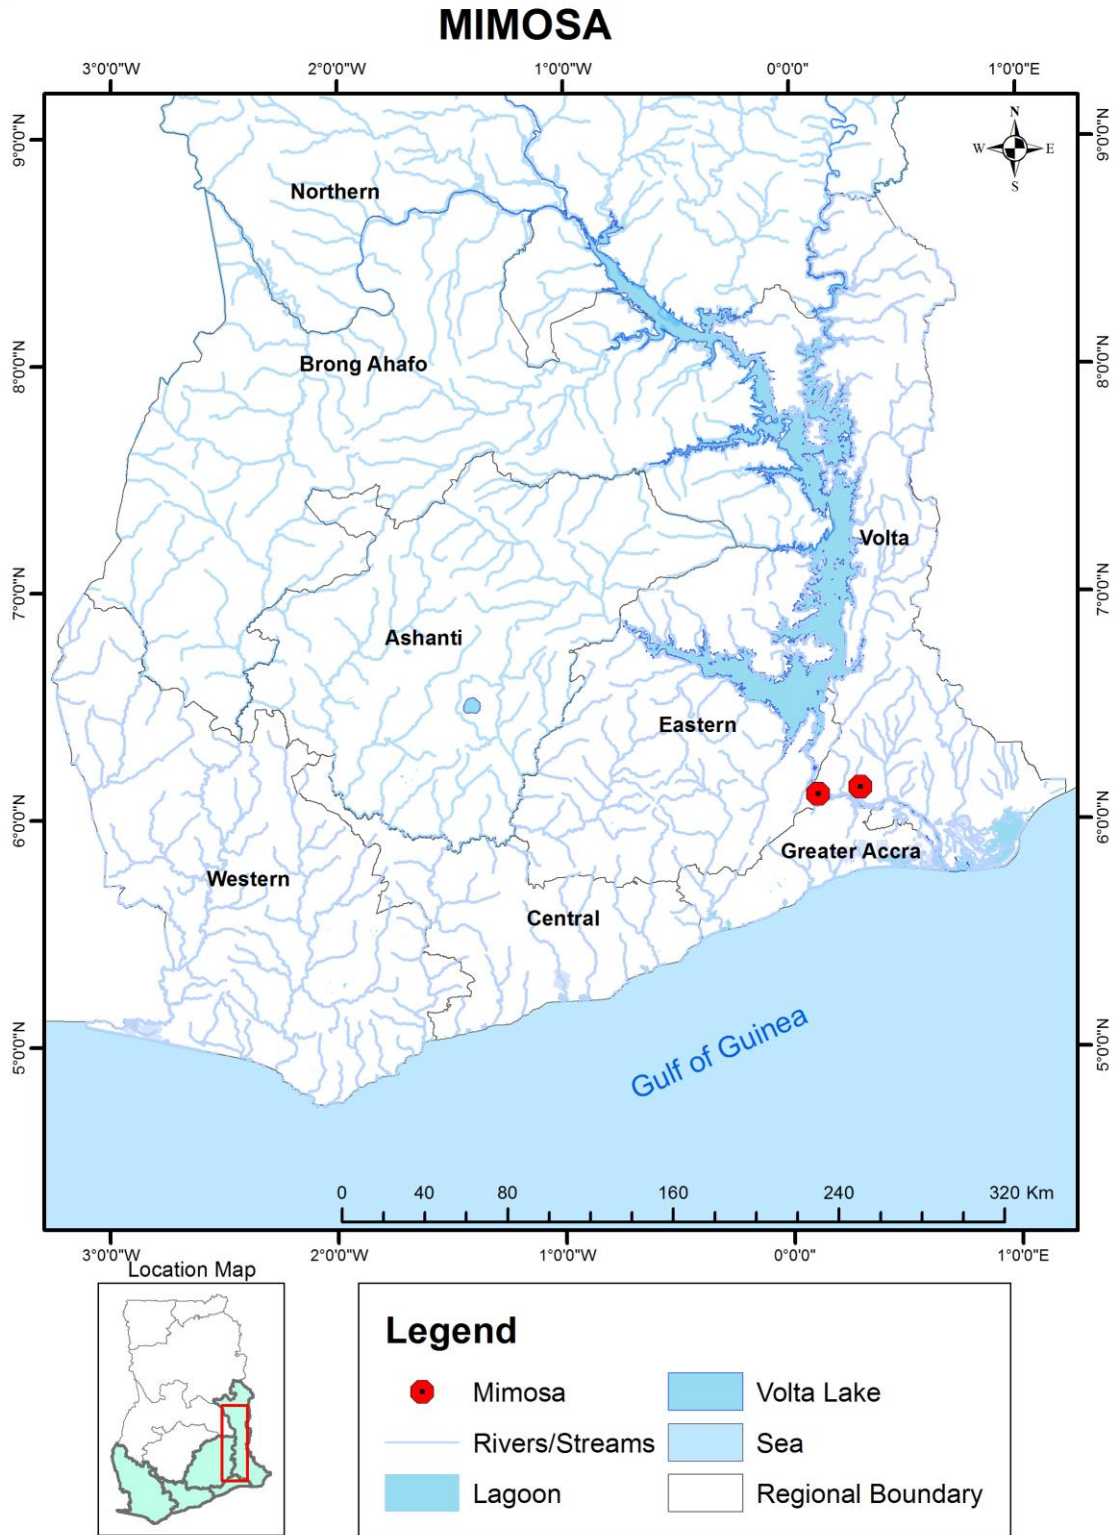 MIMOSA
3°0'0"W 2°0'0"W 1°0'0"W 0°0'0" 1°0'0"E
9°0'0"N 9°0'0"N
N
W E
S
Northern
Brong Ahafo
8°0'0"N 8°0'0"N
Volta
7°0'0"N 7°0'0"N
Ashanti
Eastern
6°0'0"N 6°0'0"N
Greater Accra
Western
Central
5°0'0"N 5°0'0"N
Gulf of Guinea
0 40 80 160 240 320 Km
3°0'0"W 2°0'0"W 1°0'0"W 0°0'0" 1°0'0"E
Location Map
Legend
Mimosa Volta Lake
Rivers/Streams Sea
Lagoon Regional Boundary